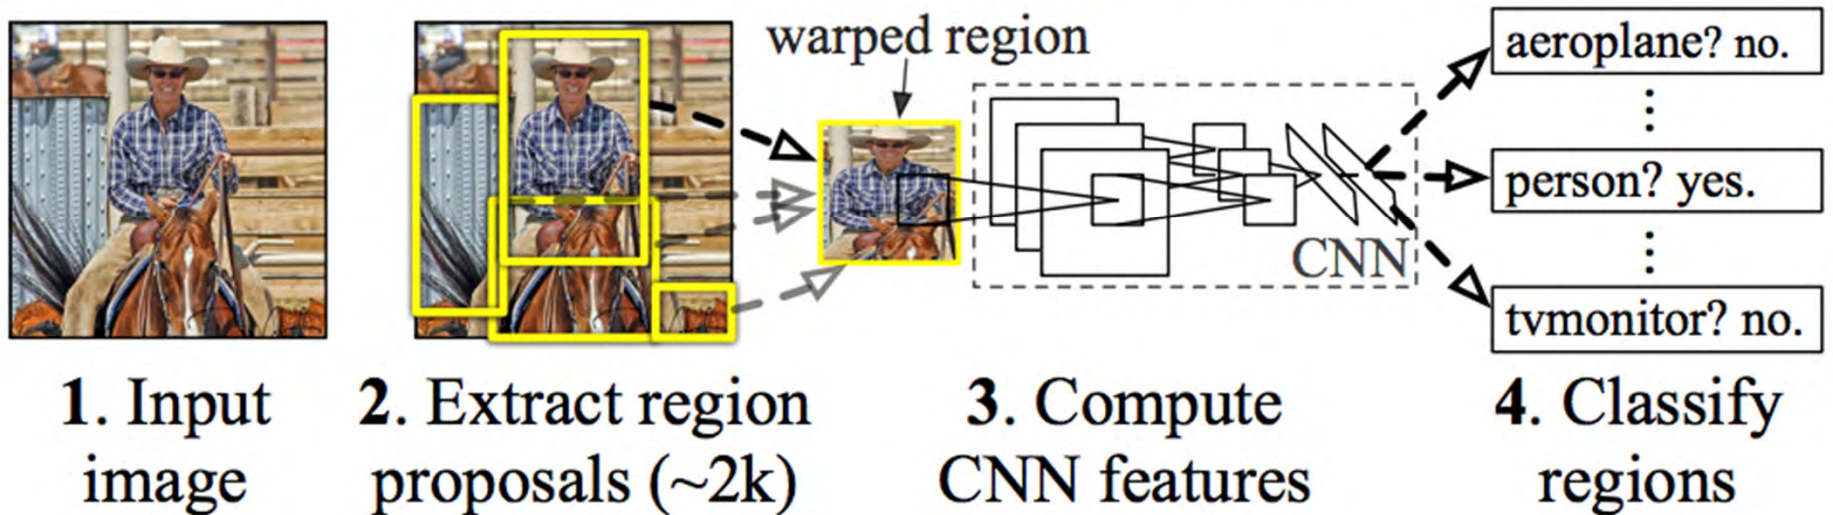 warped region
aeroplane? no.
person? yes.
CNN
tvmonitor? no.
1. Input
image
2. Extract region
proposals (~2k)
3. Compute
CNN features
4. Classify
regions